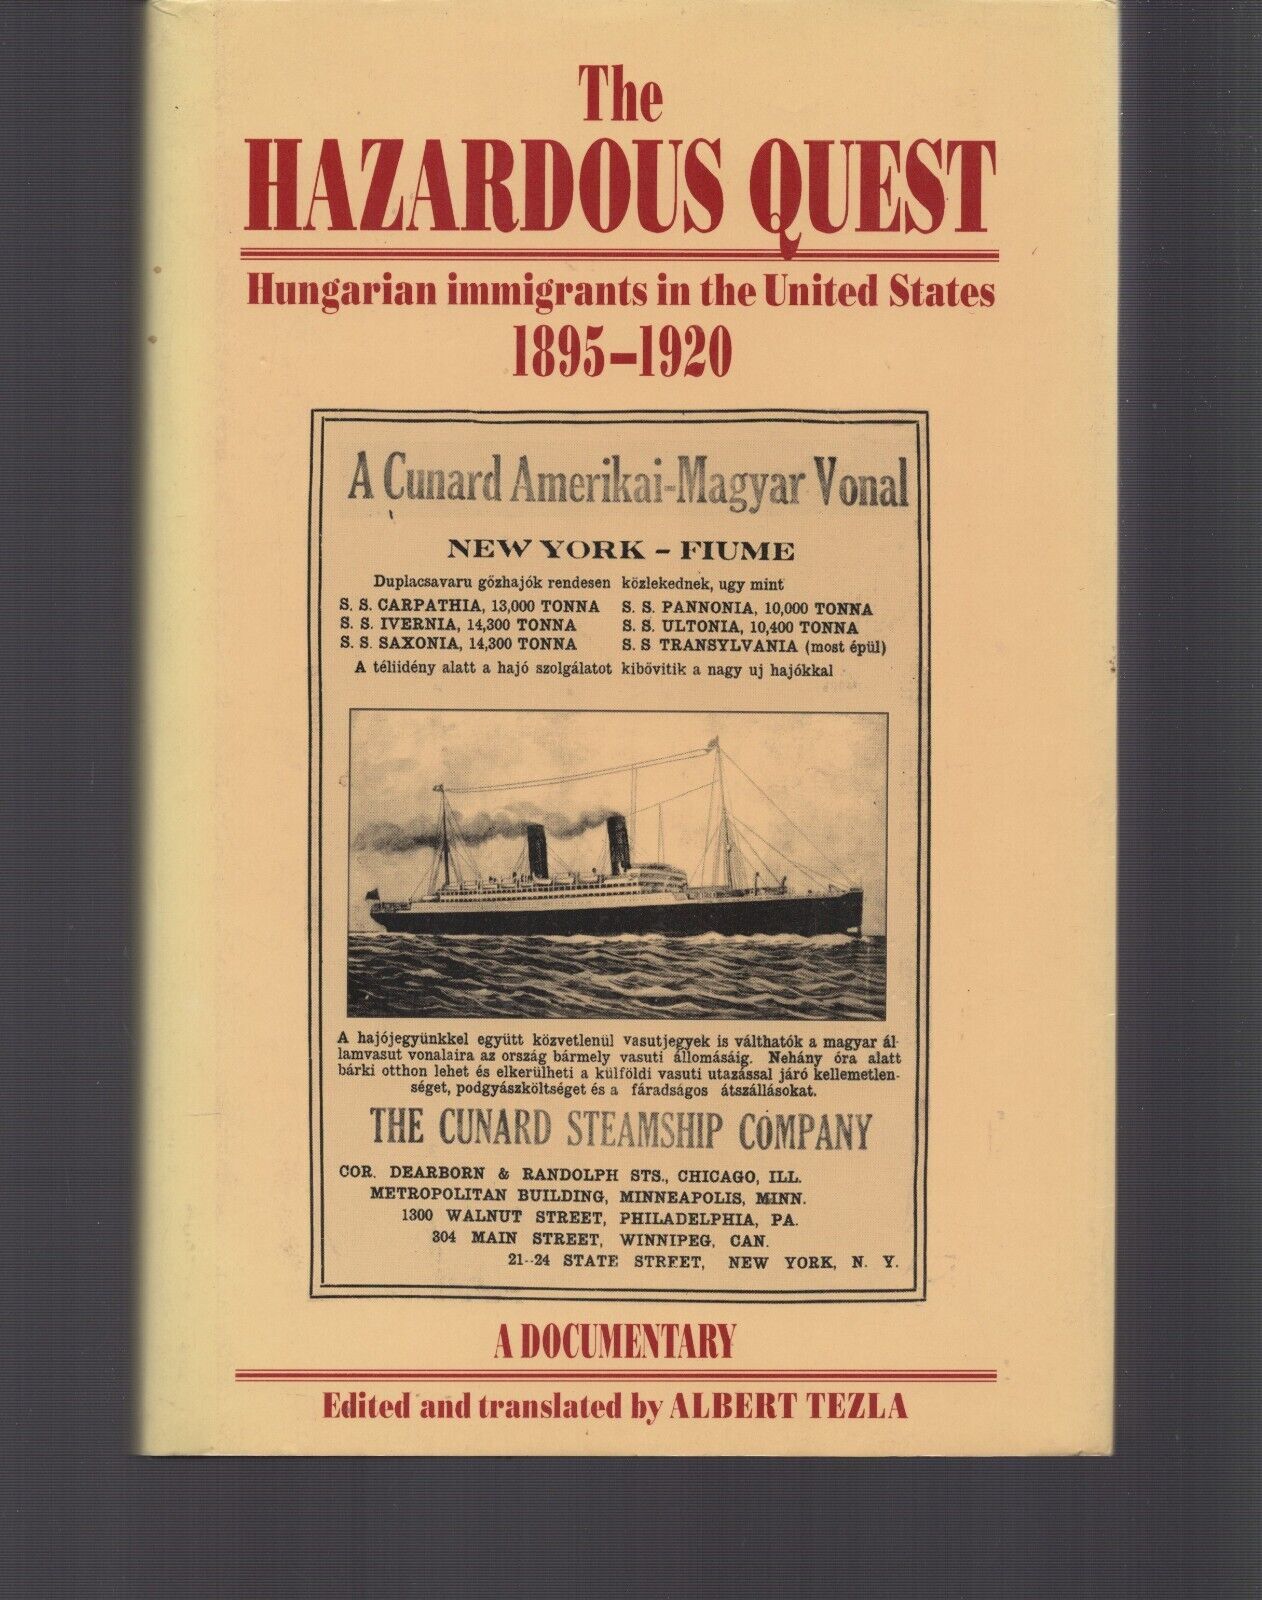 The
HAZARDOUS QUEST
Hungarian immigrants in the United States
1895–1920
A Cunard Amerikai-Magyar Vonal
NEW YORK – FIUME
Duplacsavaru gőzhajók rendesen közlekednek, ugy mint
S. S. CARPATHIA, 13,000 TONNA S. S. PANNONIA, 10,000 TONNA
S. S. IVERNIA, 14,300 TONNA S. S. ULTONIA, 10,400 TONNA
S. S. SAXONIA, 14,300 TONNA S. S TRANSYLVANIA (most épül)
A téliidény alatt a hajó szolgálatot kibővitik a nagy uj hajókkal
A hajójegyünkkel együtt közvetlenül vasutjegyek is válthatók a magyar ál-
lamvasut vonalaira az ország bármely vasuti állomásáig. Nehány óra alatt
bárki otthon lehet és elkerülheti a külföldi vasuti utazással járó kellemetlen-
séget, podgyászköltséget és a fáradságos átszállásokat.
THE CUNARD STEAMSHIP COMPANY
COR. DEARBORN & RANDOLPH STS., CHICAGO, ILL.
METROPOLITAN BUILDING, MINNEAPOLIS, MINN.
1300 WALNUT STREET, PHILADELPHIA, PA.
304 MAIN STREET, WINNIPEG, CAN.
21--24 STATE STREET, NEW YORK, N. Y.
A DOCUMENTARY
Edited and translated by ALBERT TEZLA